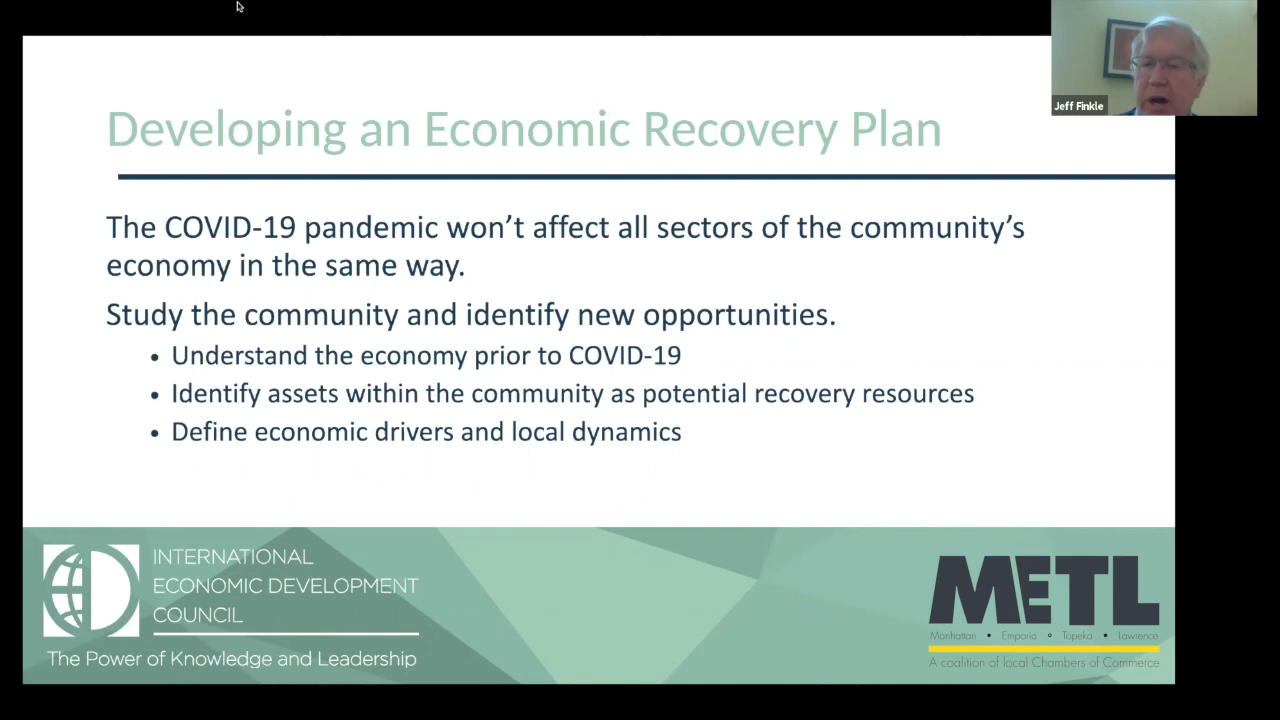 Jeff Finkle
Developing an Economic Recovery Plan
The COVID-19 pandemic won’t affect all sectors of the community’s
economy in the same way.
Study the community and identify new opportunities.
• Understand the economy prior to COVID-19
• Identify assets within the community as potential recovery resources
• Define economic drivers and local dynamics
INTERNATIONAL
ECONOMIC DEVELOPMENT
COUNCIL
The Power of Knowledge and Leadership
METL
Manhattan • Emporia • Topeka • Lawrence
A coalition of local Chambers of Commerce